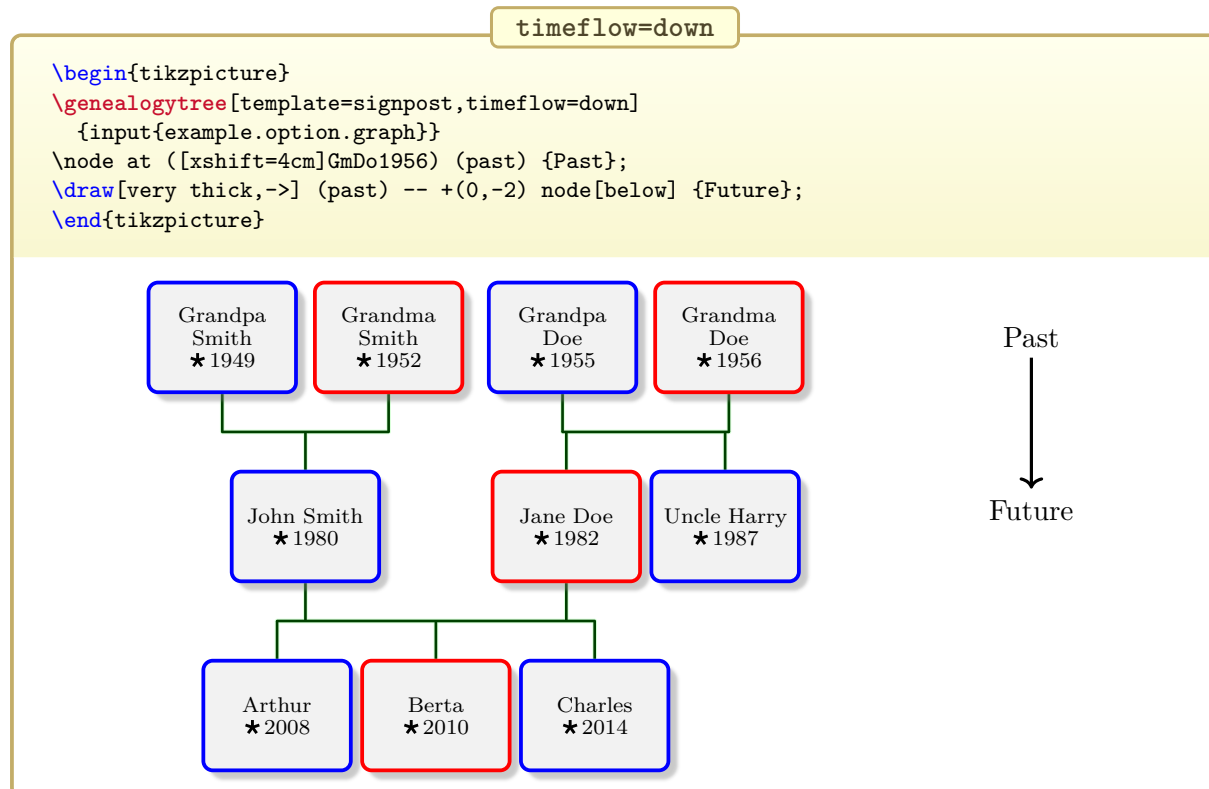 timeflow=down
\begin{tikzpicture}
\genealogytree[template=signpost,timeflow=down]
{input{example.option.graph}}
\node at ([xshift=4cm]GmDo1956) (past) {Past};
\draw[very thick,->] (past) -- +(0,-2) node[below] {Future};
\end{tikzpicture}
Grandpa
Smith
★1949
Grandma
Smith
★1952
Grandpa
Doe
★1955
Grandma
Doe
★1956
Past
John Smith
★1980
Jane Doe
★1982
Uncle Harry
★1987
Future
Arthur
★2008
Berta
★2010
Charles
★2014